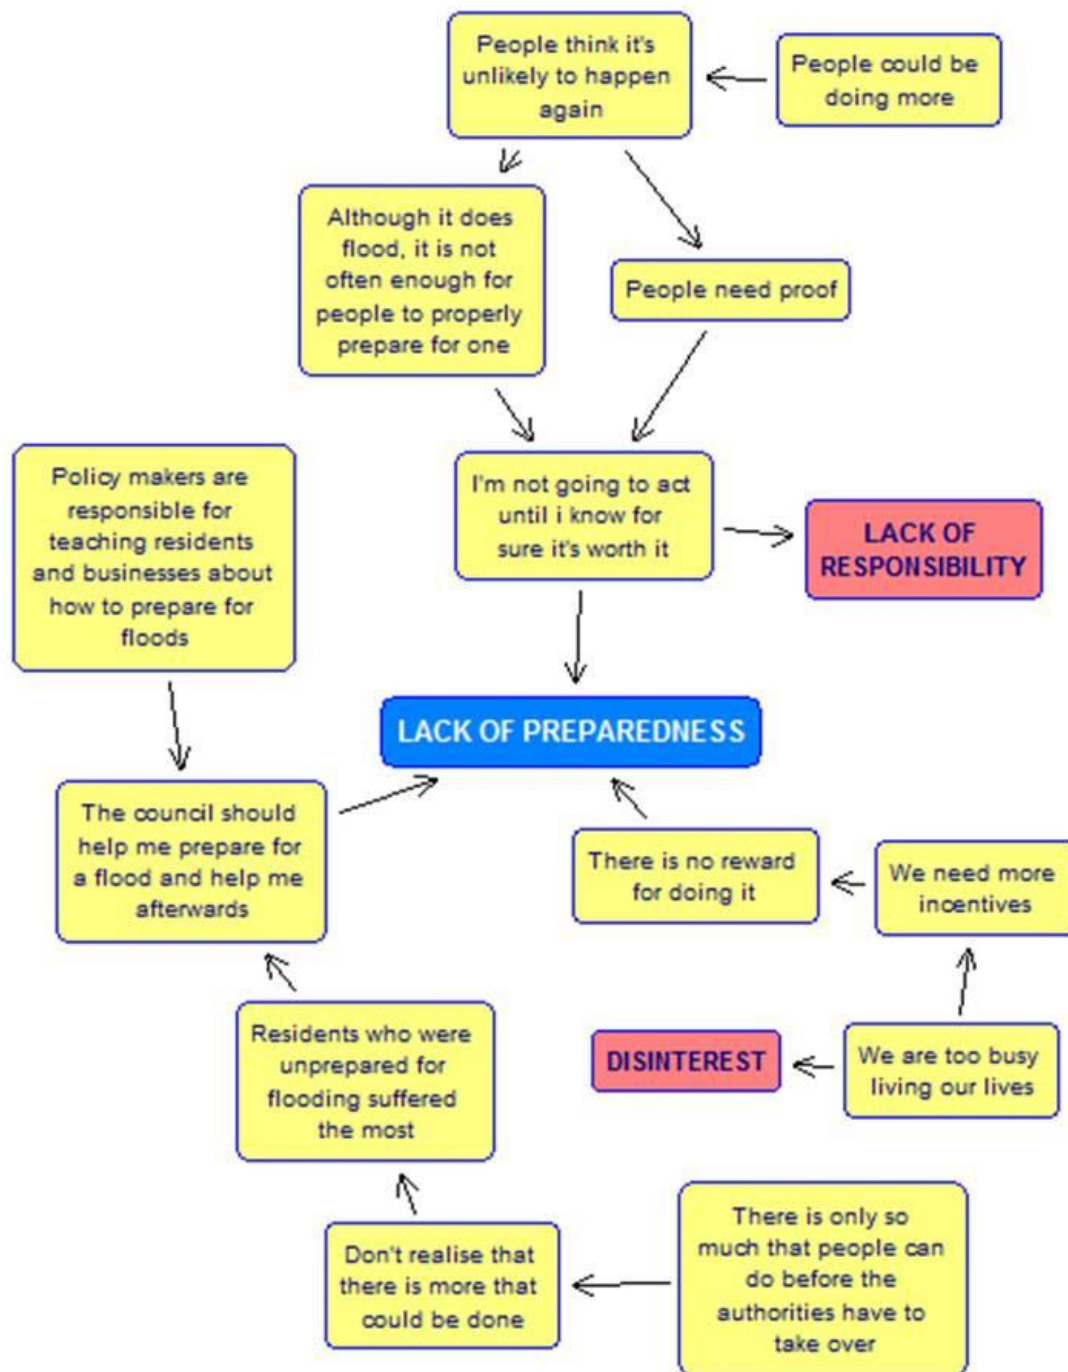 People think it's
unlikely to happen
again
People could be
doing more
Although it does
flood, it is not
often enough for
people to properly
prepare for one
People need proof
Policy makers are
responsible for
teaching residents
and businesses about
how to prepare for
floods
I'm not going to act
until i know for
sure it's worth it
LACK OF
RESPONSIBILITY
LACK OF PREPAREDNESS
The council should
help me prepare for
a flood and help me
afterwards
There is no reward
for doing it
We need more
incentives
Residents who were
unprepared for
flooding suffered
the most
DISINTEREST
We are too busy
living our lives
Don't realise that
there is more that
could be done
There is only so
much that people can
do before the
authorities have to
take over